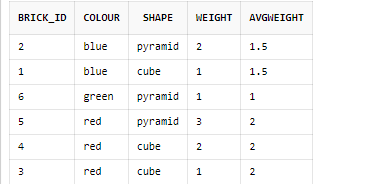 BRICK_ID COLOUR SHAPE WEIGHT AVGWEIGHT
2 blue pyramid 2 1.5
1 blue cube 1 1.5
6 green pyramid 1 1
5 red pyramid 3 2
4 red cube 2 2
3 red cube 1 2